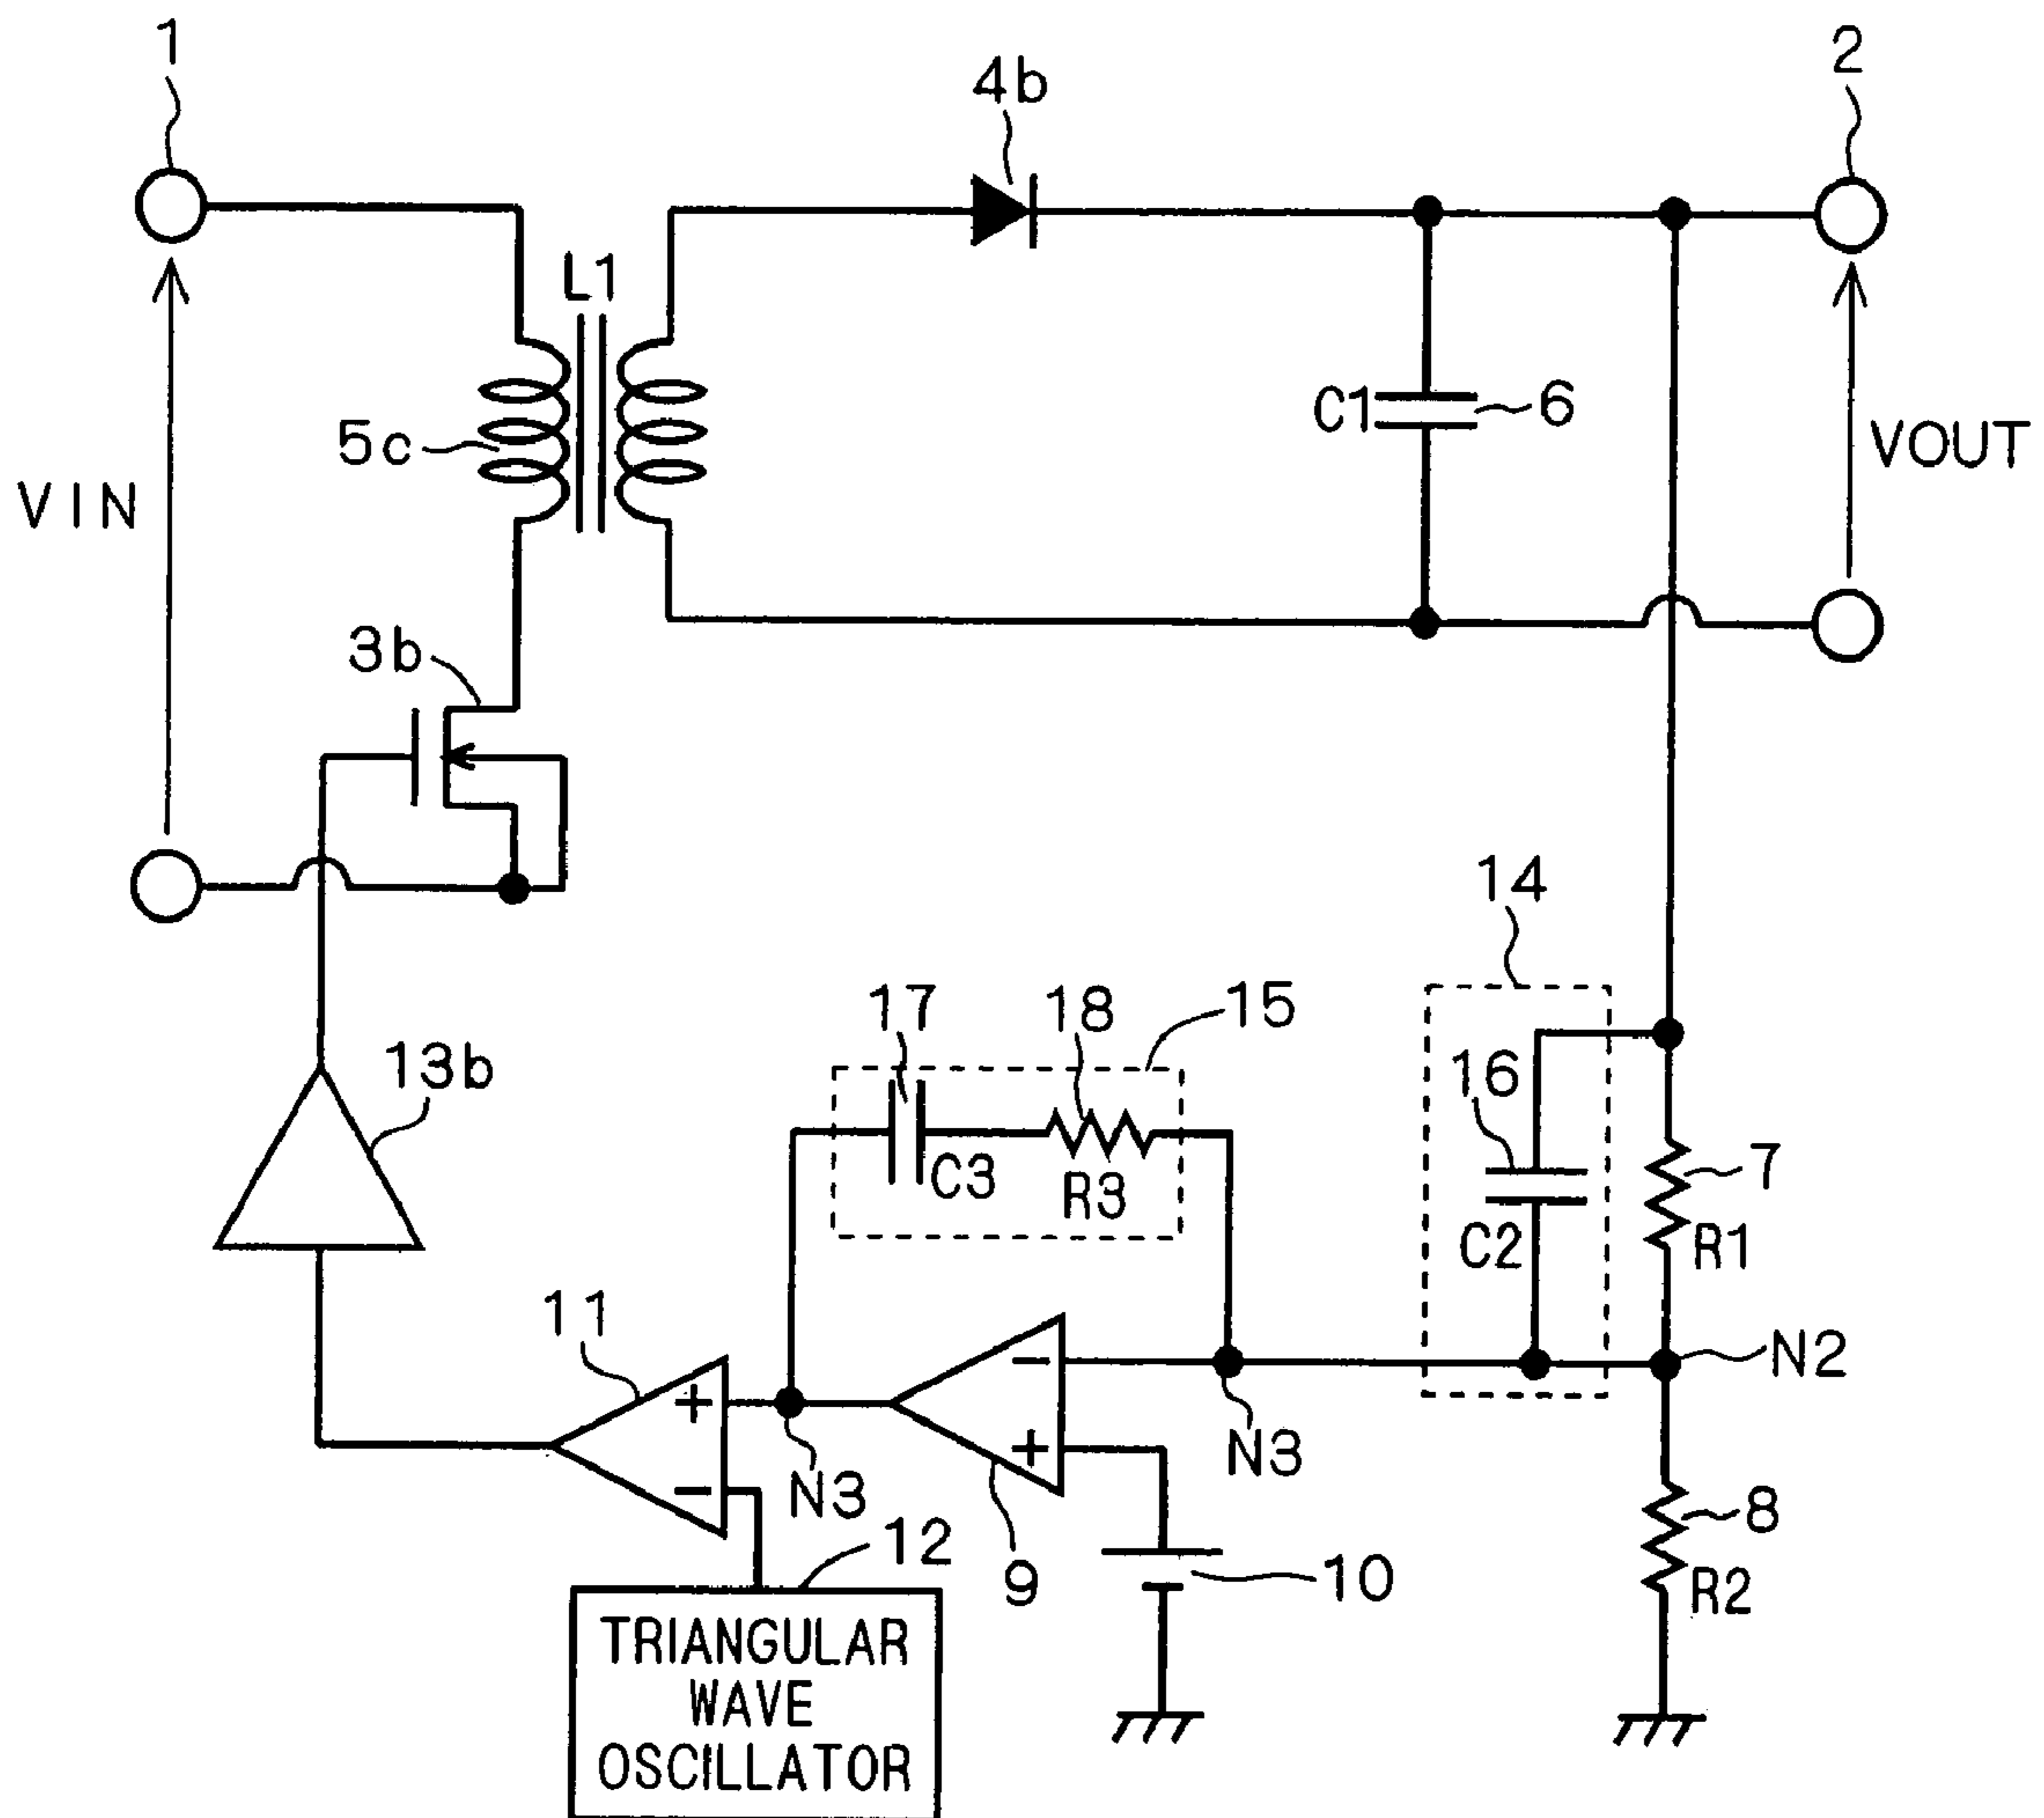 1
2
4b
L1
C1
6
5c
VOUT
VIN
3b
14
17
18
15
16
13b
7
C3
R3
C2
R1
11
N2
N3
N3
8
12
9
10
R2
TRIANGULAR
WAVE
OSCILLATOR
+
-
-
+